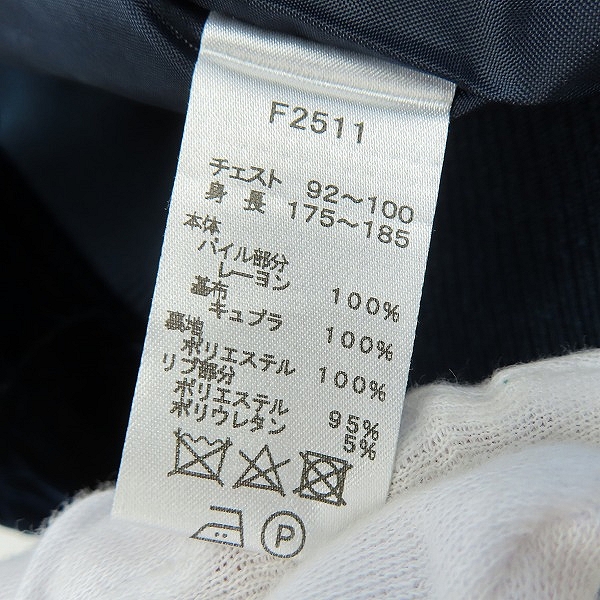 F2511
チェスト 92～100
身長 175～185
本体
パイル部分
レーヨン 100%
基布
キュプラ 100%
裏地
ポリエステル 100%
リブ部分
ポリエステル 95%
ポリウレタン 5%
P